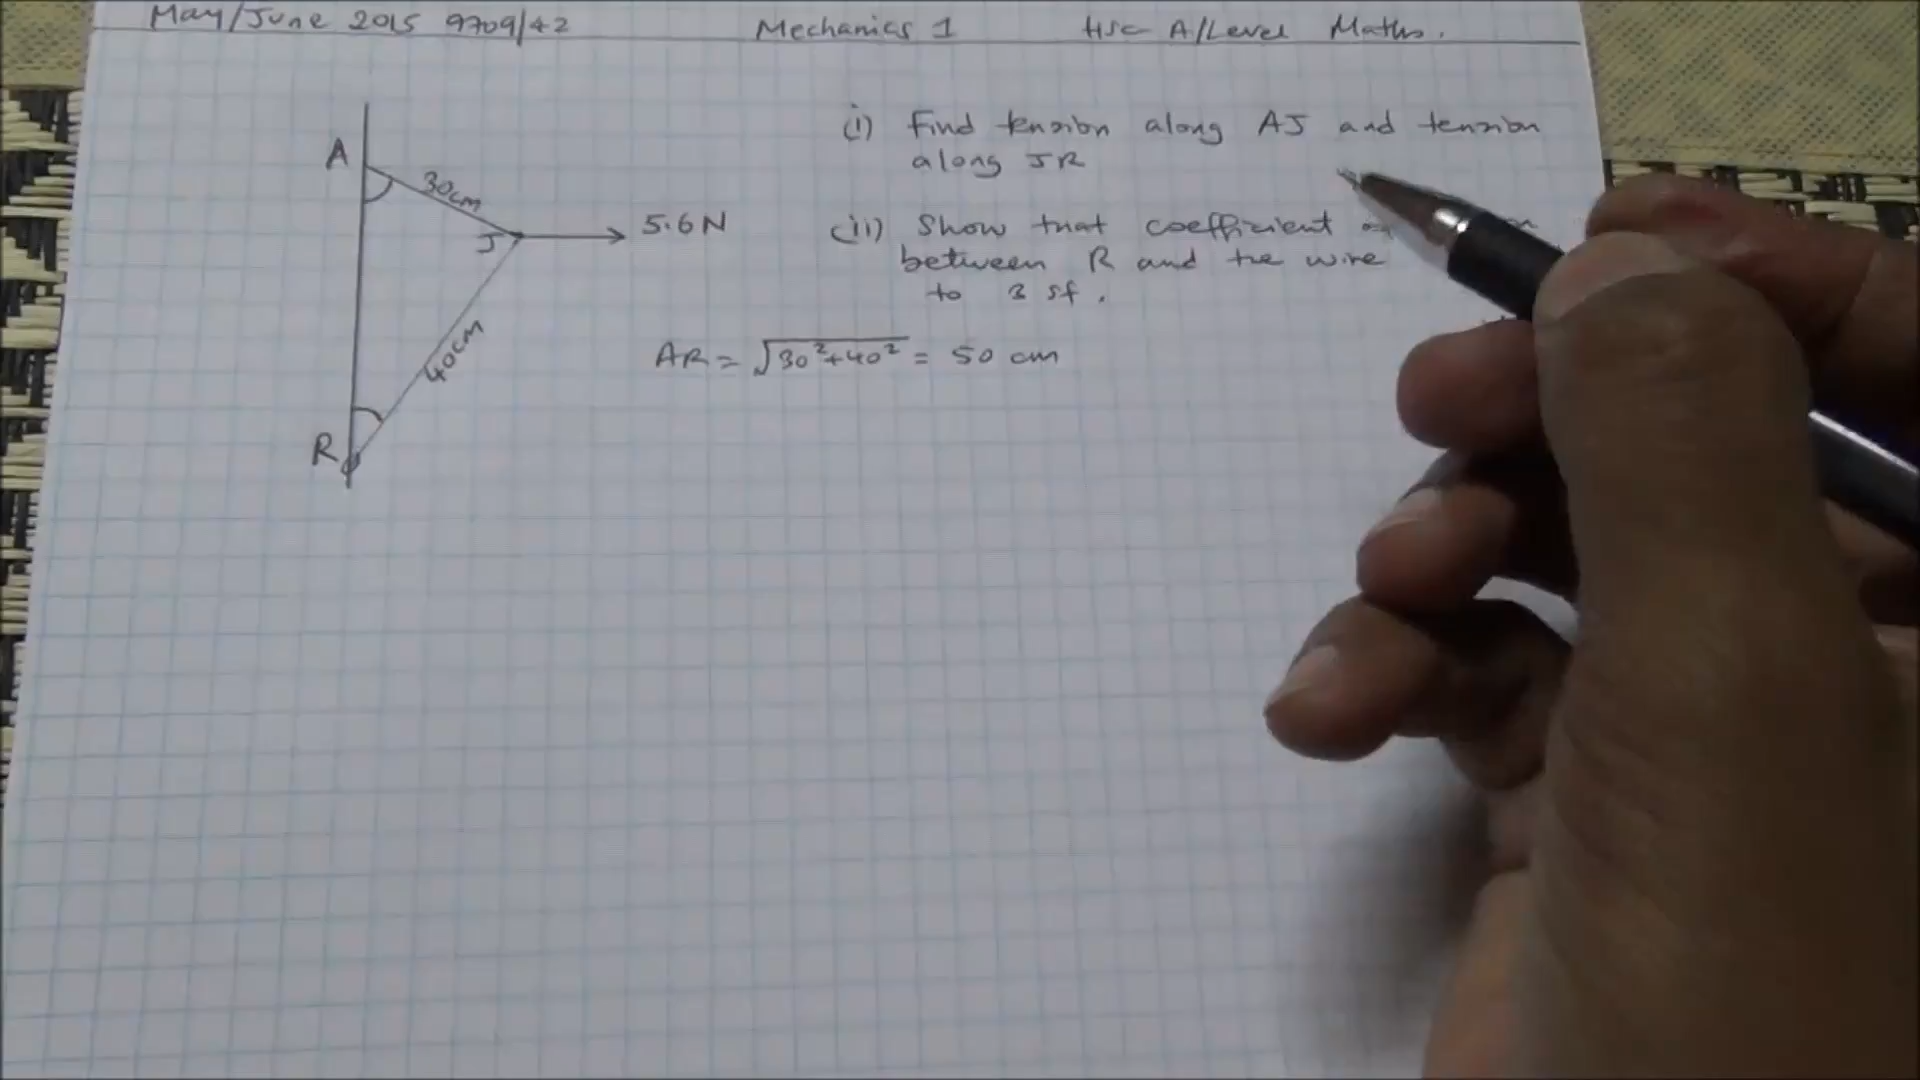 May/June 2015 9709/42 Mechanics 1 HSC A/Level Maths.
A
30cm
J
5.6N
40cm
R
(i) Find tension along AJ and tension
along JR
(ii) Show that coefficient
between R and the wire
to 3 sf.
AR = √30²+40² = 50 cm